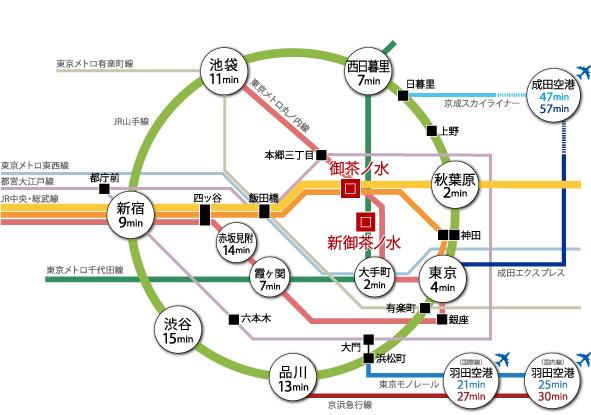 池袋
11min
西日暮里
7min
東京メトロ有楽町線
日暮里
成田空港
47min
57min
京成スカイライナー
東京メトロ丸ノ内線
JR山手線
上野
本郷三丁目
御茶ノ水
東京メトロ東西線
都庁前
都営大江戸線
秋葉原
2min
JR中央・総武線
四ッ谷
飯田橋
新宿
9min
赤坂見附
14min
新御茶ノ水
神田
東京メトロ千代田線
霞ヶ関
7min
大手町
2min
東京
4min
成田エクスプレス
有楽町
銀座
六本木
渋谷
15min
大門
浜松町
品川
13min
東京モノレール
京浜急行線
(国際線)
羽田空港
21min
27min
(国内線)
羽田空港
25min
30min